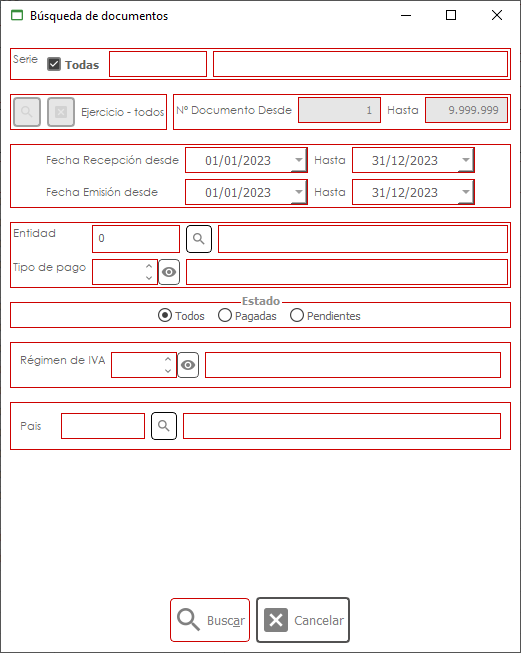 Búsqueda de documentos
Serie Todas
Ejercicio - todos Nº Documento Desde 1 Hasta 9.999.999
Fecha Recepción desde 01/01/2023 Hasta 31/12/2023
Fecha Emisión desde 01/01/2023 Hasta 31/12/2023
Entidad 0
Tipo de pago
Estado
Todos Pagadas Pendientes
Régimen de IVA
Pais
Buscar Cancelar